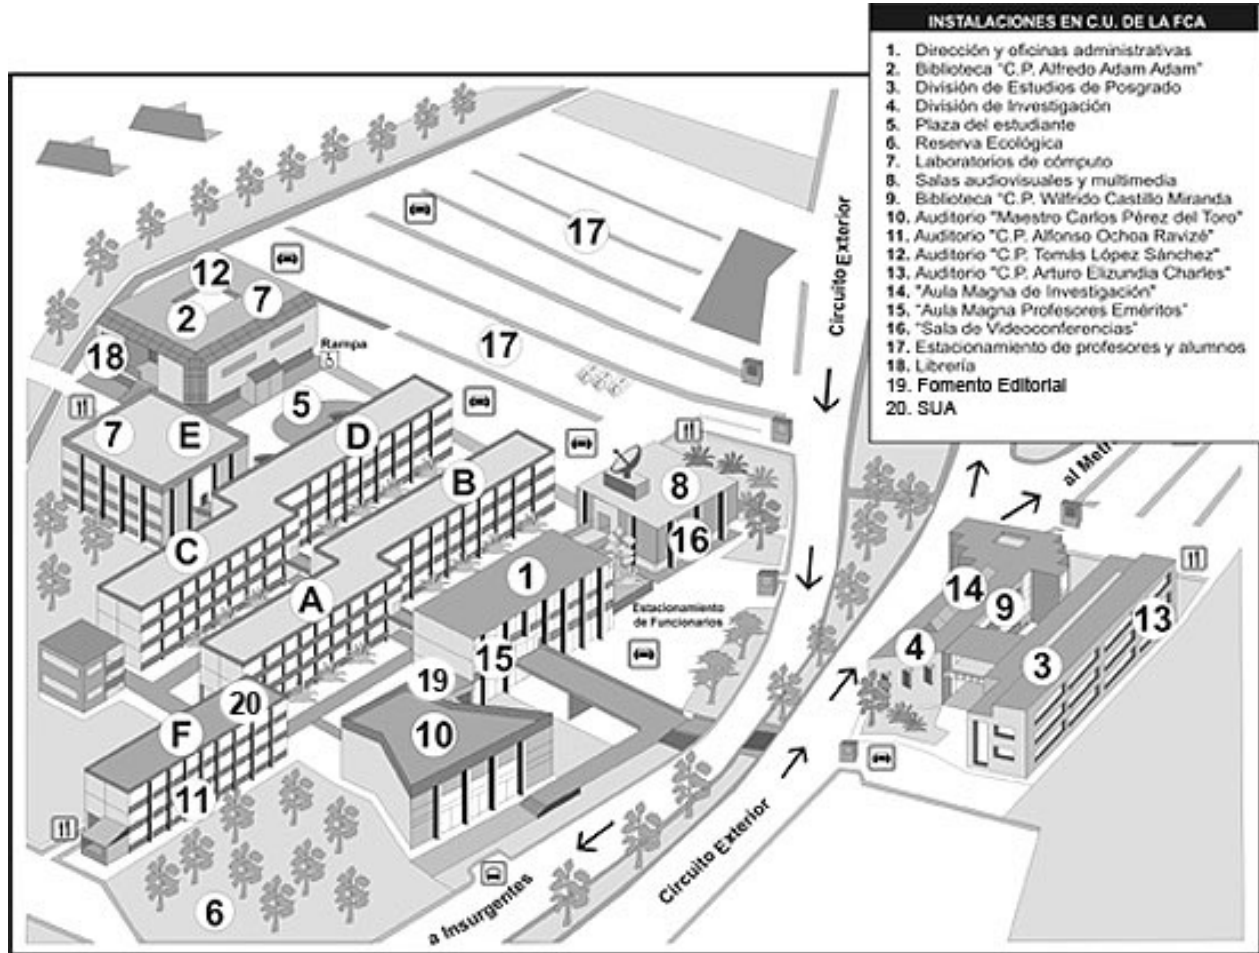 INSTALACIONES EN C.U. DE LA FCA
1. Dirección y oficinas administrativas
2. Biblioteca "C.P. Alfredo Adam Adam"
3. División de Estudios de Posgrado
4. División de Investigación
5. Plaza del estudiante
6. Reserva Ecológica
7. Laboratorios de cómputo
8. Salas audiovisuales y multimedia
9. Biblioteca "C.P. Wilfrido Castillo Miranda
10. Auditorio "Maestro Carlos Pérez del Toro"
11. Auditorio "C.P. Alfonso Ochoa Ravizé"
12. Auditorio "C.P. Tomás López Sánchez"
13. Auditorio "C.P. Arturo Elizundia Charles"
14. "Aula Magna de Investigación"
15. "Aula Magna Profesores Eméritos"
16. "Sala de Videoconferencias"
17. Estacionamiento de profesores y alumnos
18. Librería
19. Fomento Editorial
20. SUA
17
12
7
2
Circuito Exterior
18
Rampa
17
5
7
E
D
B
8
al Metr
C
16
A
1
14
9
13
Estacionamiento
de Funcionarios
4
3
15
19
20
F
10
11
Circuito Exterior
6
a Insurgentes